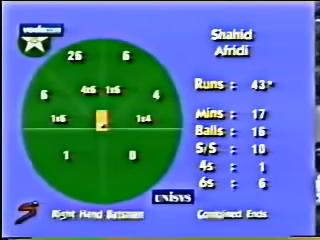 Shahid
Afridi
26 6
6 4x6 1x6 4
1x6 1x4
1 0
Runs : 43*
Mins : 17
Balls : 16
S/S : 10
4s : 1
6s : 6
UNISYS
Right Hand Batsman Combined Ends